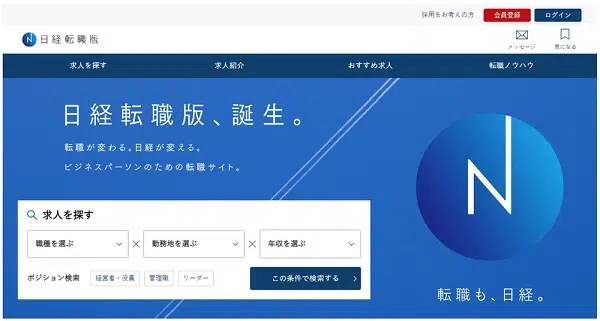 採用をお考えの方 会員登録 ログイン
日経転職版
メッセージ 気になる
求人を探す 求人紹介 おすすめ求人 転職ノウハウ
日経転職版、誕生。
転職が変わる。日経が変える。
ビジネスパーソンのための転職サイト。
求人を探す
職種を選ぶ × 勤務地を選ぶ × 年収を選ぶ
ポジション検索 経営者・役員 管理職 リーダー この条件で検索する
転職も、日経。